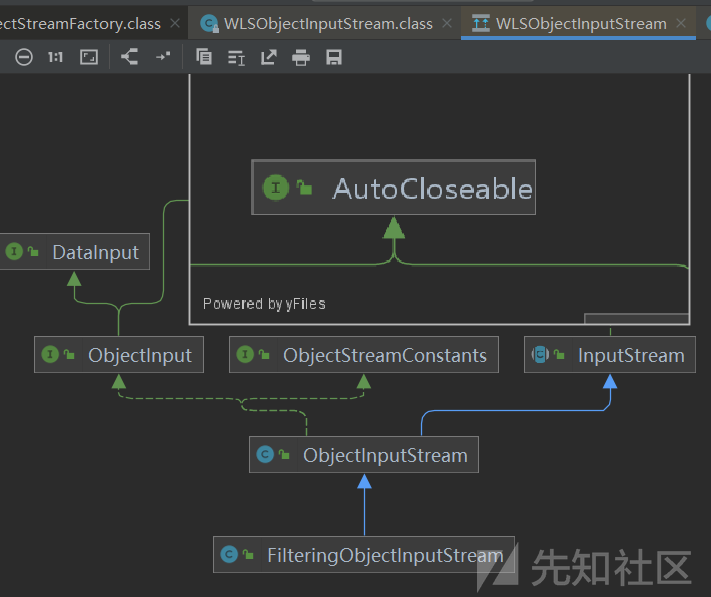 ectStreamFactory.class
WLSObjectInputStream.class
WLSObjectInputStream
1:1
AutoCloseable
DataInput
Powered by yFiles
ObjectInput
ObjectStreamConstants
InputStream
ObjectInputStream
FilteringObjectInputStream
先知社区